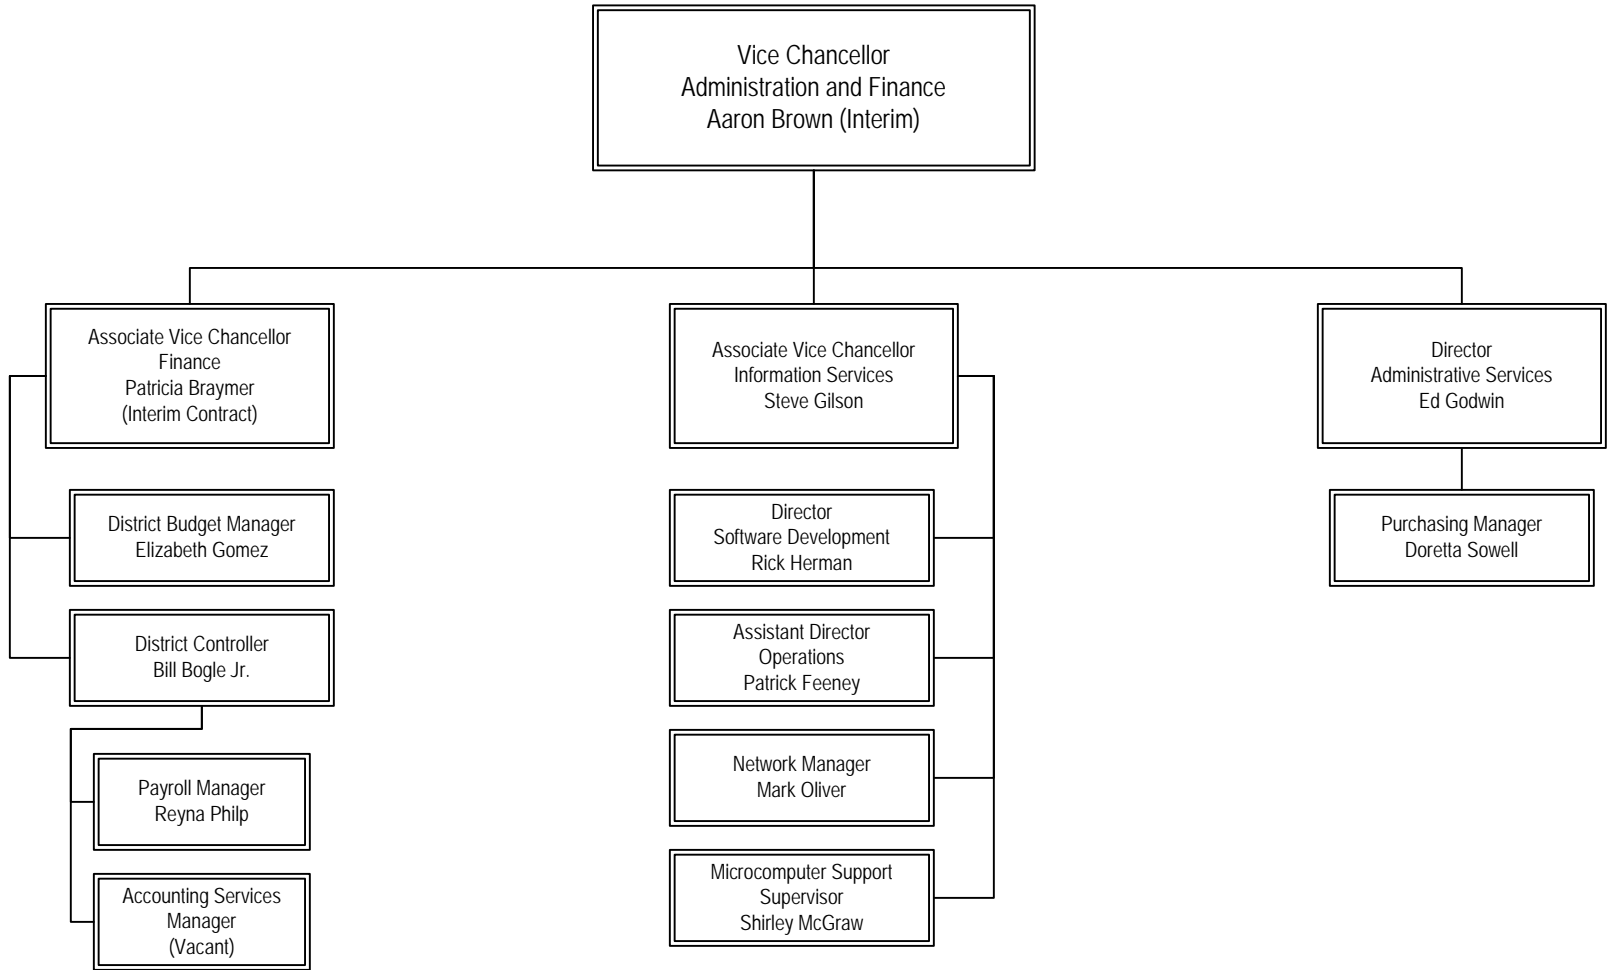 Vice Chancellor
Administration and Finance
Aaron Brown (Interim)
Associate Vice Chancellor
Finance
Patricia Braymer
(Interim Contract)
District Budget Manager
Elizabeth Gomez
District Controller
Bill Bogle Jr.
Payroll Manager
Reyna Philp
Accounting Services
Manager
(Vacant)
Associate Vice Chancellor
Information Services
Steve Gilson
Director
Software Development
Rick Herman
Assistant Director
Operations
Patrick Feeney
Network Manager
Mark Oliver
Microcomputer Support
Supervisor
Shirley McGraw
Director
Administrative Services
Ed Godwin
Purchasing Manager
Doretta Sowell